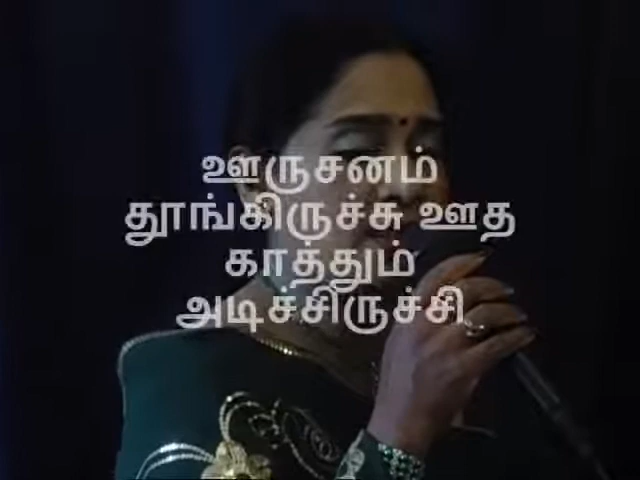 ஊருசனம்
தூங்கிருச்சு ஊத
காத்தும்
அடிச்சிருச்சி